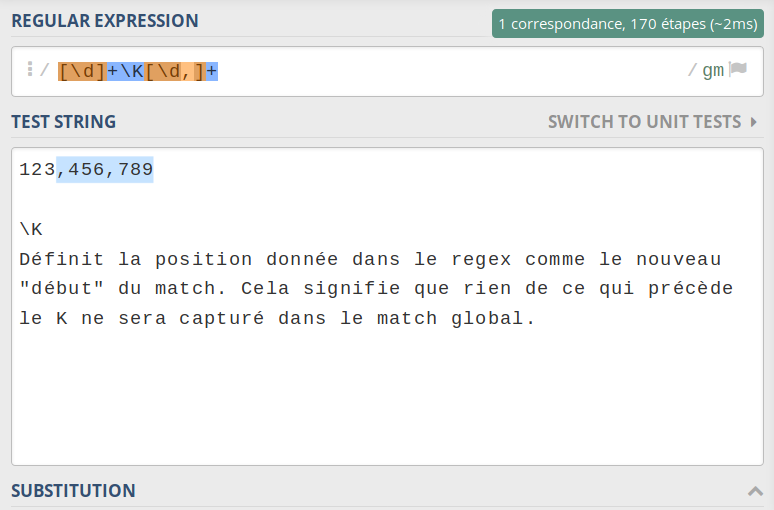 REGULAR EXPRESSION
1 correspondance, 170 étapes (~2ms)
/ [\d]+\K[\d,]+ / gm
TEST STRING
SWITCH TO UNIT TESTS
123,456,789
\K
Définit la position donnée dans le regex comme le nouveau
"début" du match. Cela signifie que rien de ce qui précède
le K ne sera capturé dans le match global.
SUBSTITUTION